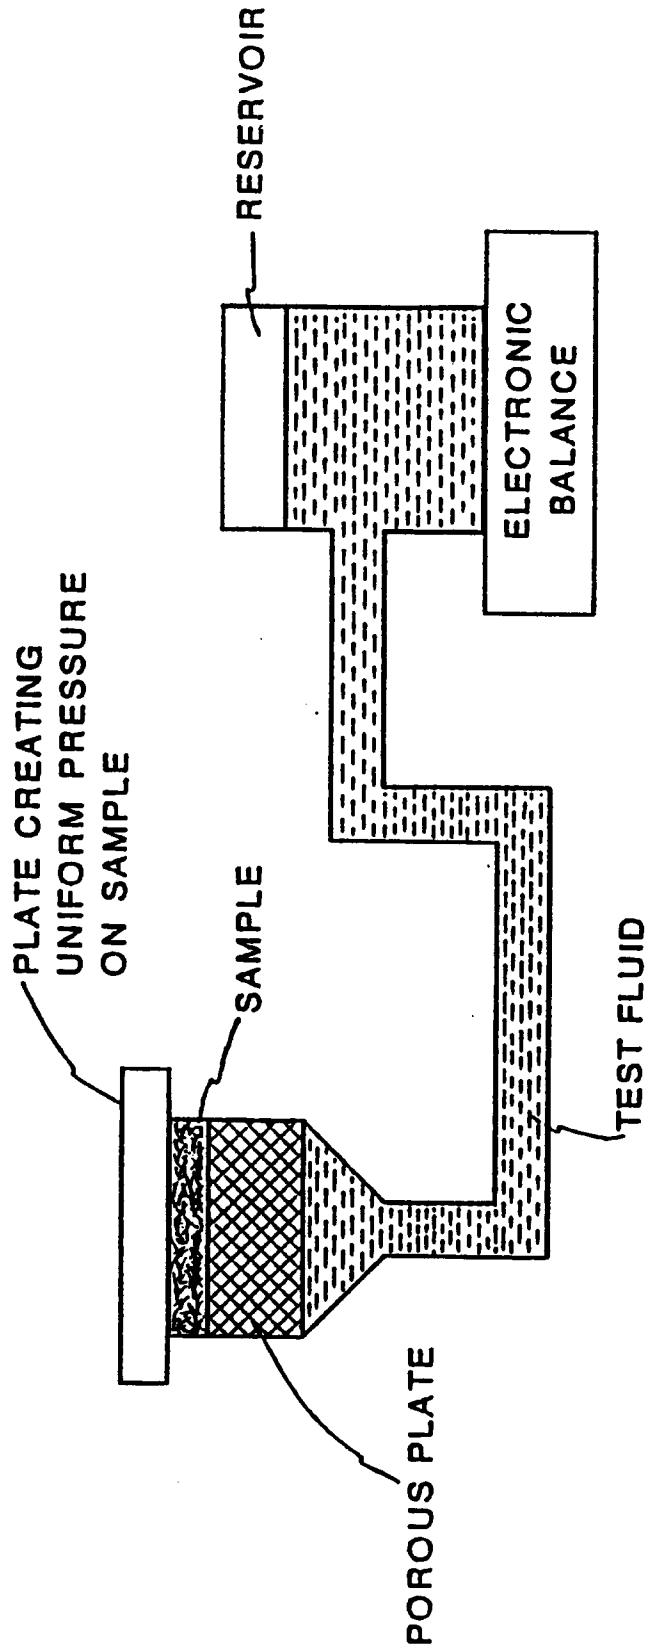 PLATE CREATING
UNIFORM PRESSURE
ON SAMPLE
SAMPLE
RESERVOIR
ELECTRONIC
BALANCE
POROUS PLATE
TEST FLUID